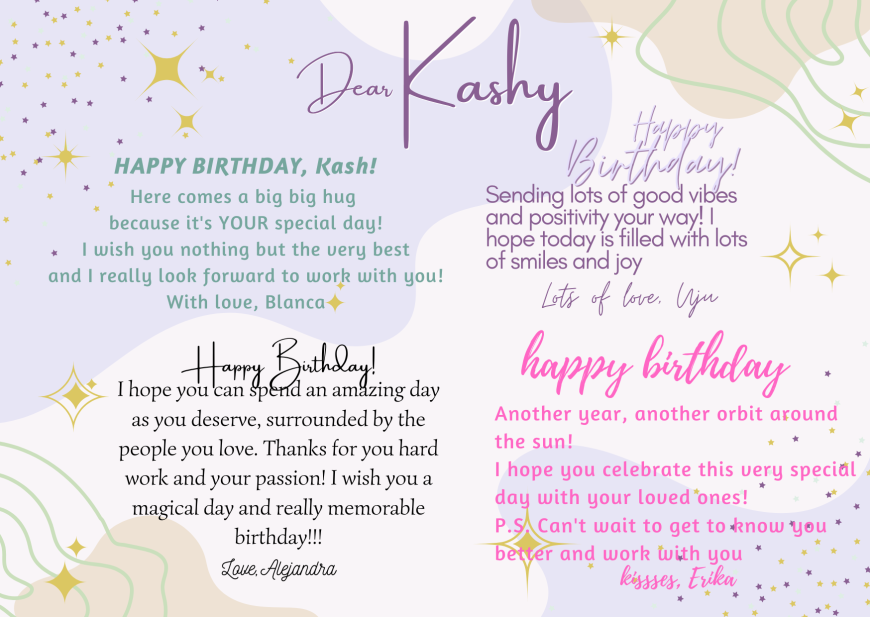 Dear Kashy
HAPPY BIRTHDAY, Kash!
Here comes a big big hug
because it's YOUR special day!
I wish you nothing but the very best
and I really look forward to work with you!
With love, Blanca
Happy
Birthday!
Sending lots of good vibes
and positivity your way! I
hope today is filled with lots
of smiles and joy
Lots of love, Uju
Happy Birthday!
I hope you can spend an amazing day
as you deserve, surrounded by the
people you love. Thanks for you hard
work and your passion! I wish you a
magical day and really memorable
birthday!!!
Love, Alejandra
happy birthday
Another year, another orbit around
the sun!
I hope you celebrate this very special
day with your loved ones!
P.S. Can't wait to get to know you
better and work with you
kissses, Erika